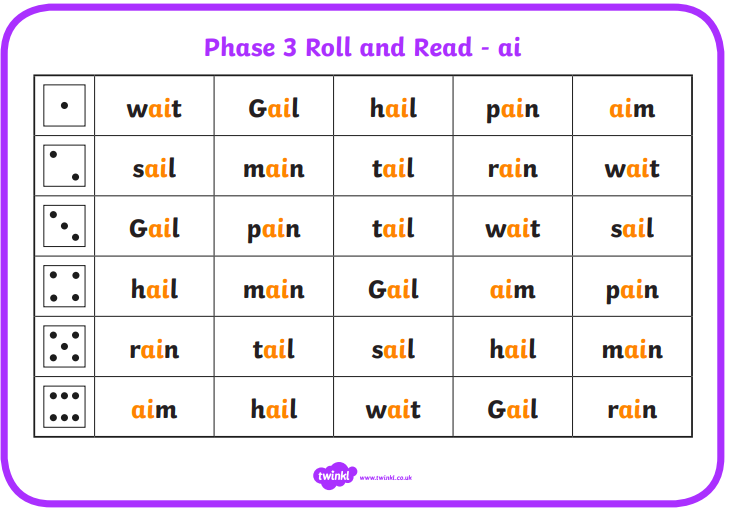 Phase 3 Roll and Read - ai
wait Gail hail pain aim
sail main tail rain wait
Gail pain tail wait sail
hail main Gail aim pain
rain tail sail hail main
aim hail wait Gail rain
twinkl www.twinkl.co.uk